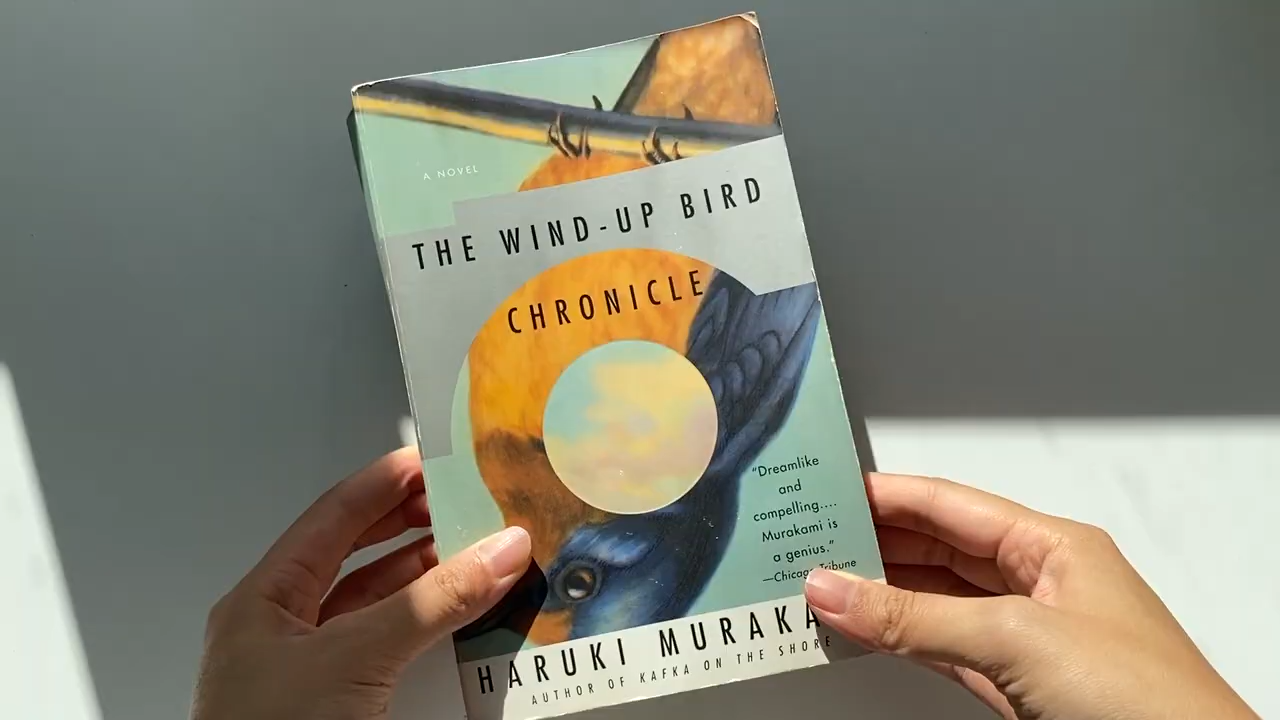 A NOVEL
THE WIND-UP BIRD
CHRONICLE
"Dreamlike
and
compelling....
Murakami is
a genius."
—Chicago Tribune
HARUKI MURAKA
AUTHOR OF KAFKA ON THE SHORE